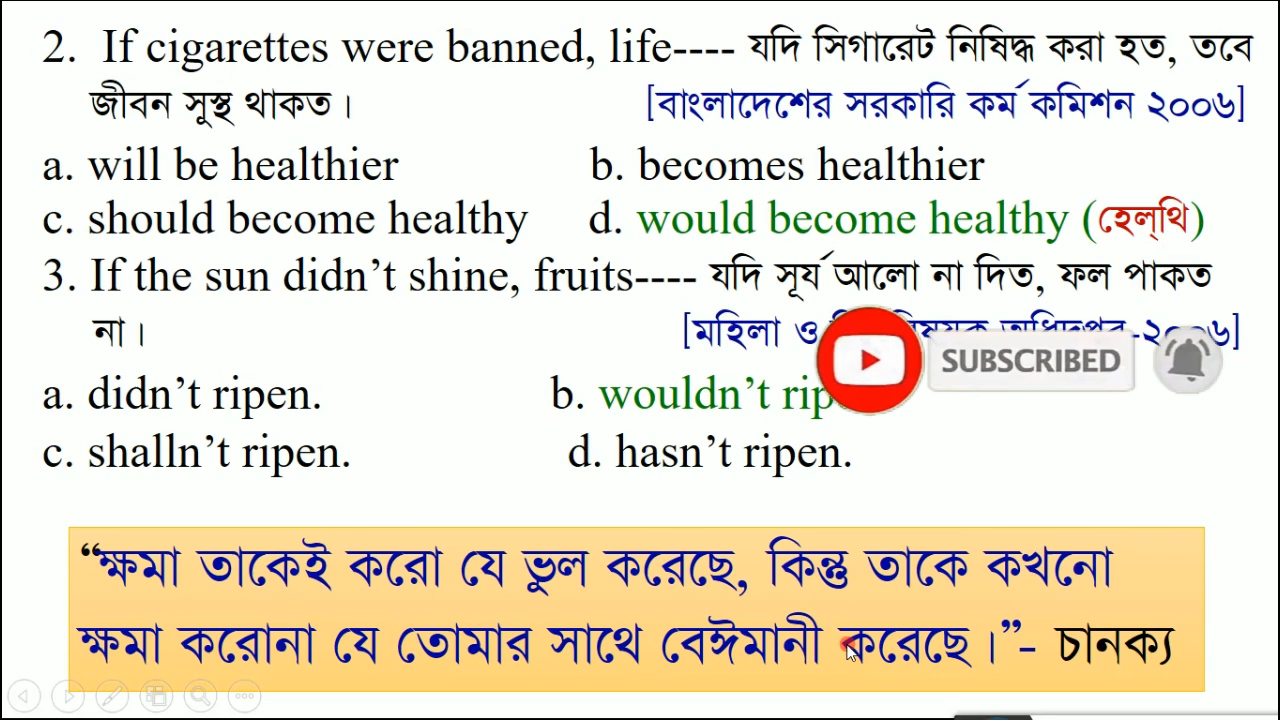 2. If cigarettes were banned, life---- যদি সিগারেট নিষিদ্ধ করা হত, তবে
জীবন সুস্থ থাকত। [বাংলাদেশের সরকারি কর্ম কমিশন ২০০৬]
a. will be healthier b. becomes healthier
c. should become healthy d. would become healthy (হেল্‌থি)
3. If the sun didn’t shine, fruits---- যদি সূর্য আলো না দিত, ফল পাকত
না। [মহিলা ও
SUBSCRIBED
a. didn’t ripen. b. wouldn’t
c. shalln’t ripen. d. hasn’t ripen.
“ক্ষমা তাকেই করো যে ভুল করেছে, কিন্তু তাকে কখনো
ক্ষমা করোনা যে তোমার সাথে বেঈমানী করেছে।”- চানক্য